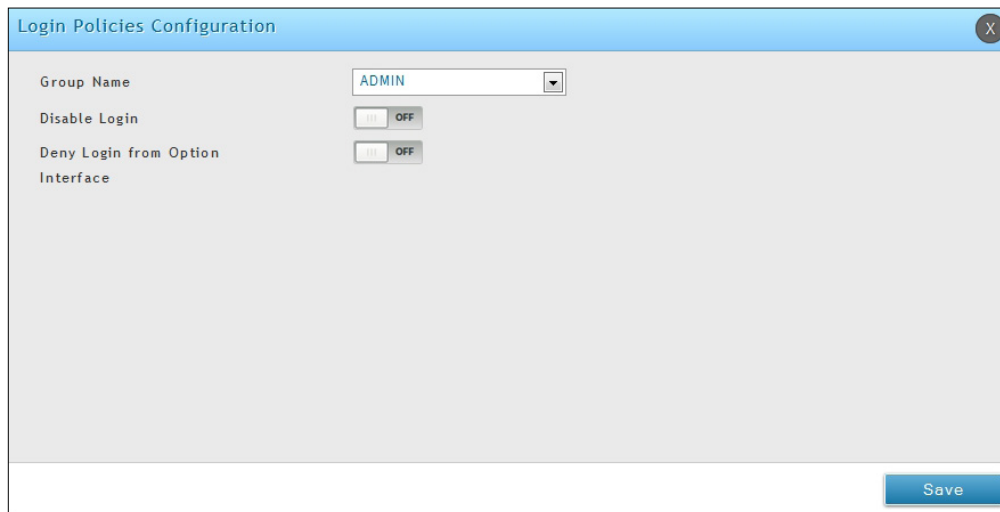 Login Policies Configuration
X
Group Name
ADMIN
Disable Login
OFF
Deny Login from Option
Interface
OFF
Save